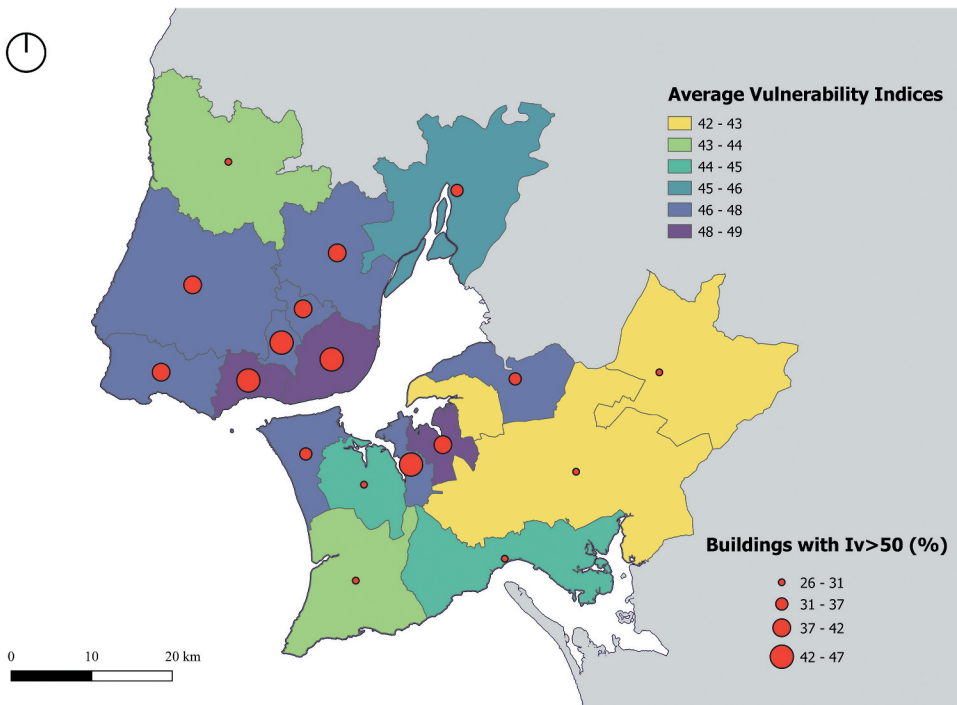 Average Vulnerability Indices
42 - 43
43 - 44
44 - 45
45 - 46
46 - 48
48 - 49
Buildings with Iv>50 (%)
26 - 31
31 - 37
37 - 42
42 - 47
0 10 20 km